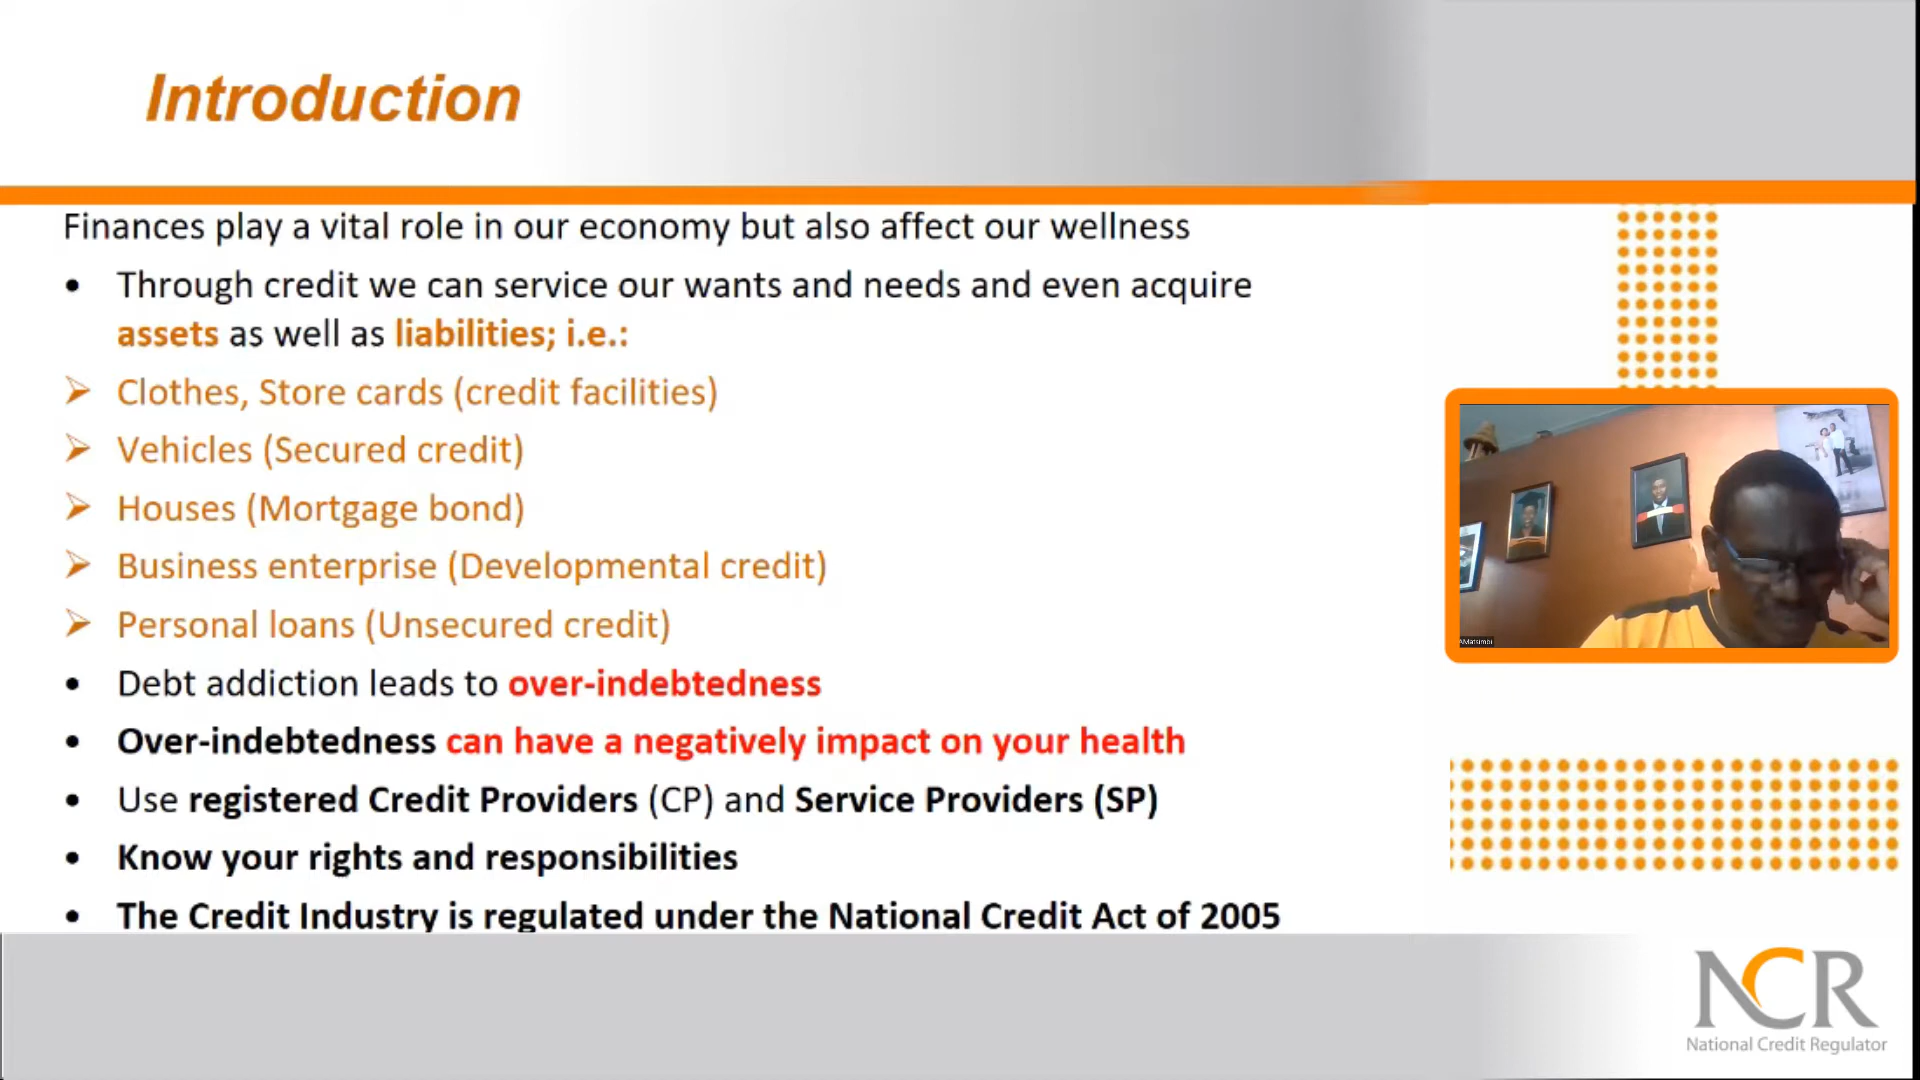 Introduction
Finances play a vital role in our economy but also affect our wellness
• Through credit we can service our wants and needs and even acquire
assets as well as liabilities; i.e.:
➢ Clothes, Store cards (credit facilities)
➢ Vehicles (Secured credit)
➢ Houses (Mortgage bond)
➢ Business enterprise (Developmental credit)
➢ Personal loans (Unsecured credit)
• Debt addiction leads to over-indebtedness
• Over-indebtedness can have a negatively impact on your health
• Use registered Credit Providers (CP) and Service Providers (SP)
• Know your rights and responsibilities
• The Credit Industry is regulated under the National Credit Act of 2005
AMatsimbi
NCR
National Credit Regulator